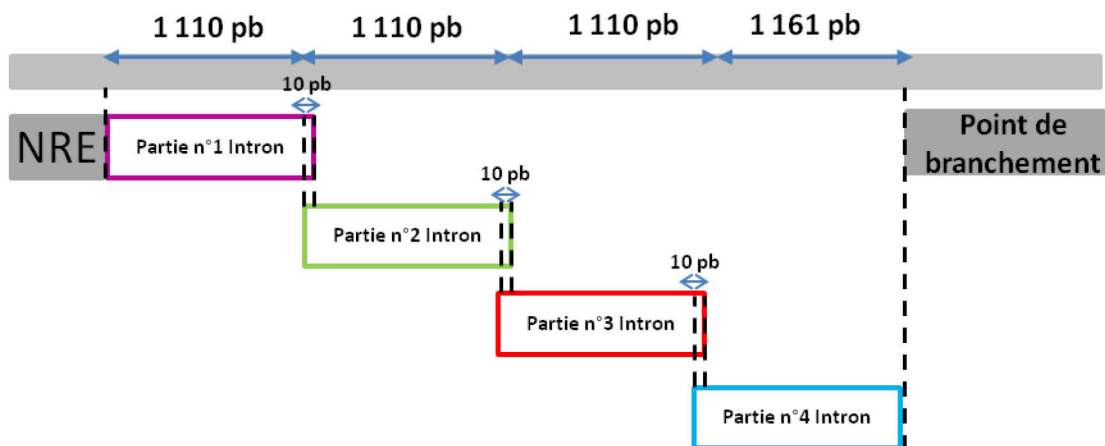 1 110 pb
1 110 pb
1 110 pb
1 161 pb
10 pb
NRE
Partie n°1 Intron
Point de
branchement
10 pb
Partie n°2 Intron
10 pb
Partie n°3 Intron
Partie n°4 Intron